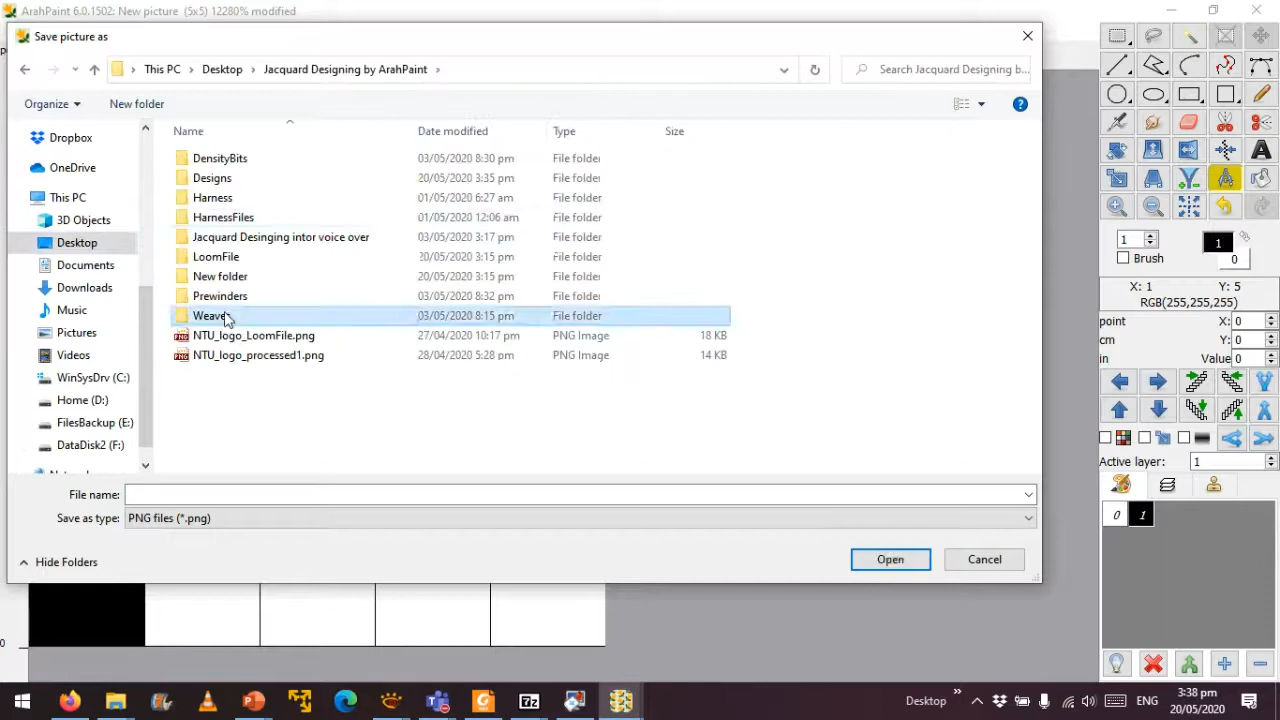 ArahPaint 6.0.1502: New picture (5x5) 12280% modified
Save picture as
This PC Desktop Jacquard Designing by ArahPaint
Search Jacquard Designing b...
Organize New folder
Name Date modified Type Size
Dropbox
OneDrive
This PC
3D Objects
Desktop
Documents
Downloads
Music
Pictures
Videos
WinSysDrv (C:)
Home (D:)
FilesBackup (E:)
DataDisk2 (F:)
DensityBits 03/05/2020 8:30 pm File folder
Designs 20/05/2020 3:35 pm File folder
Harness 01/05/2020 6:27 am File folder
HarnessFiles 01/05/2020 12:06 am File folder
Jacquard Desinging intor voice over 03/05/2020 3:17 pm File folder
LoomFile 20/05/2020 3:15 pm File folder
New folder 20/05/2020 3:15 pm File folder
Prewinders 03/05/2020 8:32 pm File folder
Weave 03/05/2020 8:15 pm File folder
NTU_logo_LoomFile.png 27/04/2020 10:17 pm PNG Image 18 KB
NTU_logo_processed1.png 28/04/2020 5:28 pm PNG Image 14 KB
File name:
Save as type: PNG files (*.png)
Hide Folders
Open Cancel
1 1
Brush 0
X: 1 Y: 5
RGB(255,255,255)
point X: 0
cm Y: 0
in Value 0
Active layer: 1
0 1
0
7z
Desktop ENG
3:38 pm
20/05/2020